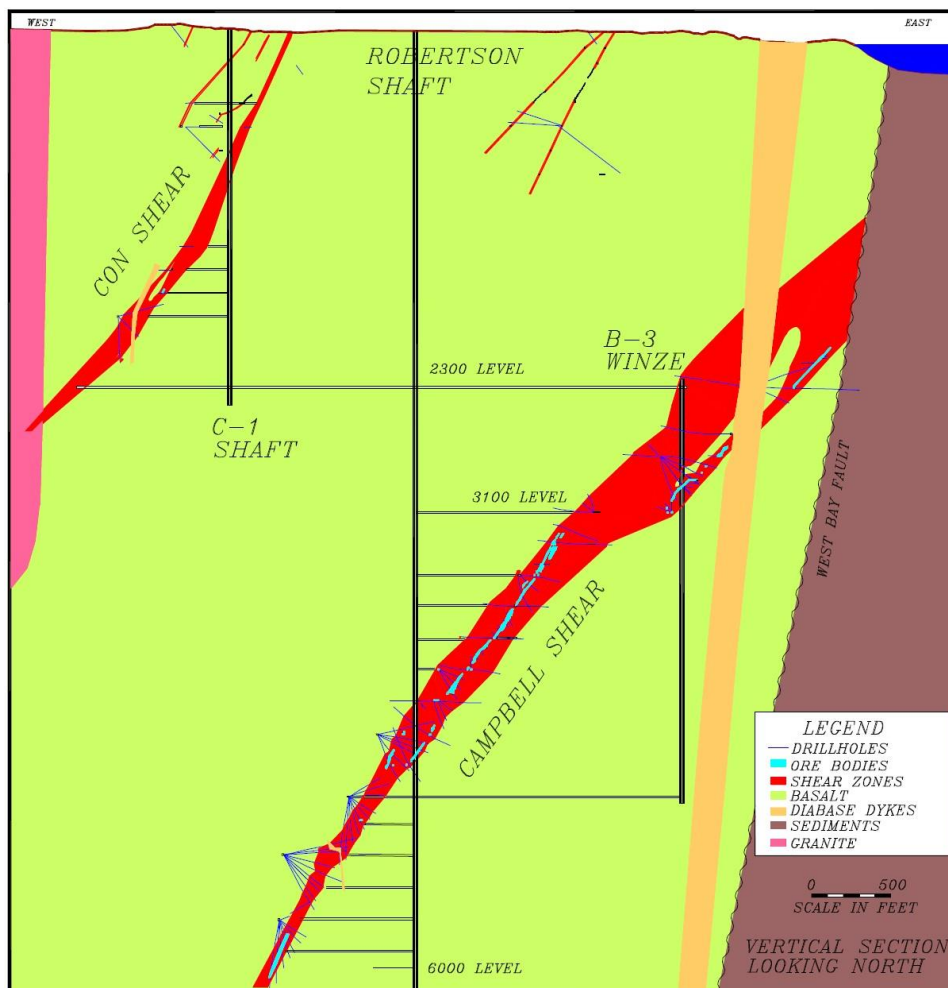 WEST
EAST
ROBERTSON
SHAFT
CON SHEAR
B-3
WINZE
2300 LEVEL
C-1
SHAFT
3100 LEVEL
WEST BAY FAULT
CAMPBELL SHEAR
LEGEND
DRILLHOLES
ORE BODIES
SHEAR ZONES
BASALT
DIABASE DYKES
SEDIMENTS
GRANITE
0 500
SCALE IN FEET
VERTICAL SECTION
LOOKING NORTH
6000 LEVEL